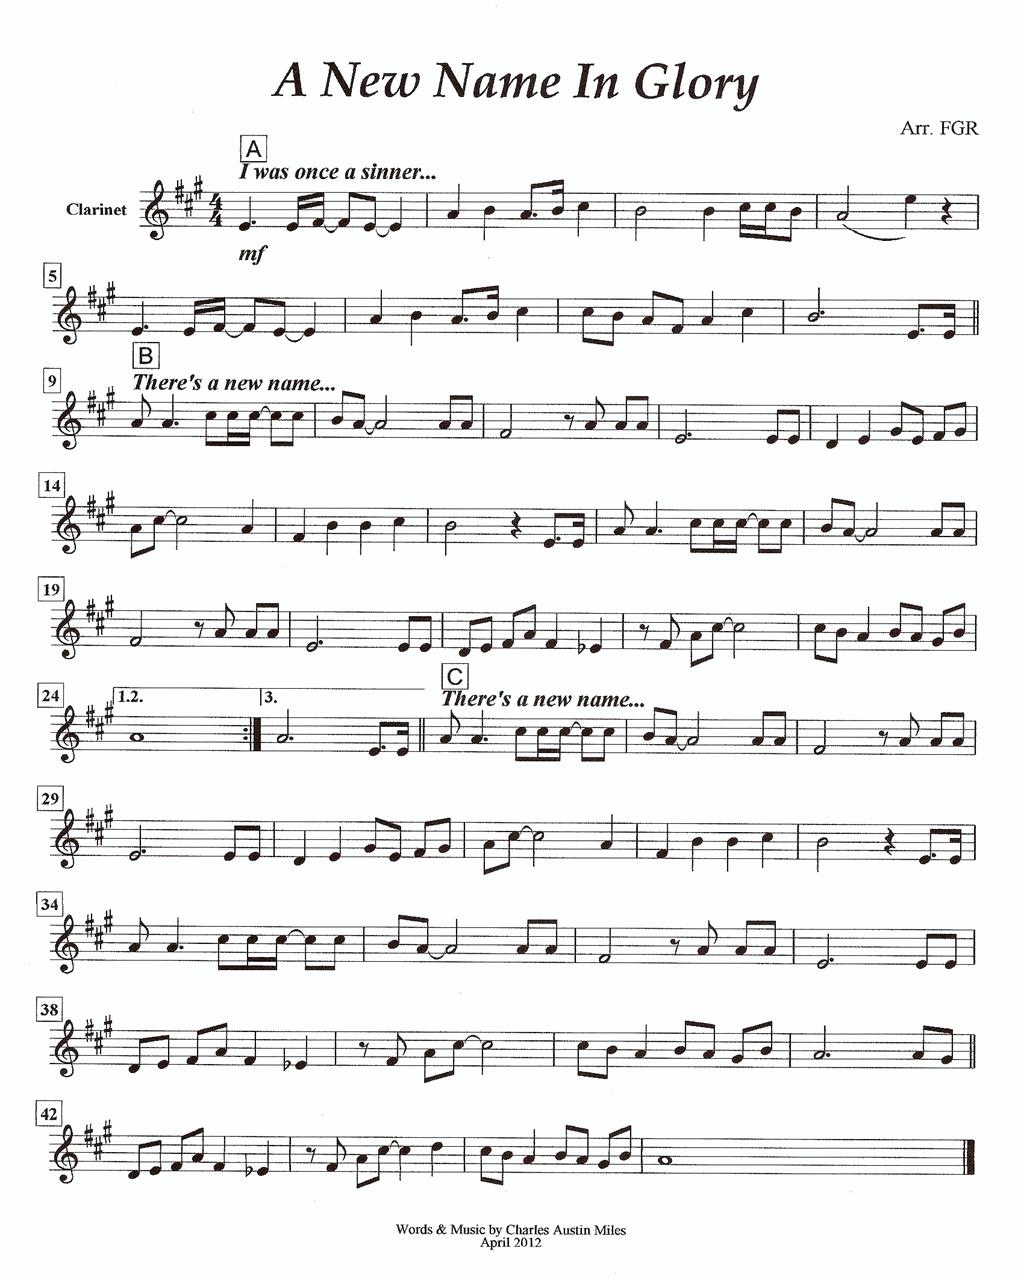 A New Name In Glory
Arr. FGR
A
I was once a sinner...
Clarinet
4
4
mf
5
B
There's a new name...
9
14
19
24
1.2.
3.
C
There's a new name...
29
34
38
42
Words & Music by Charles Austin Miles
April 2012